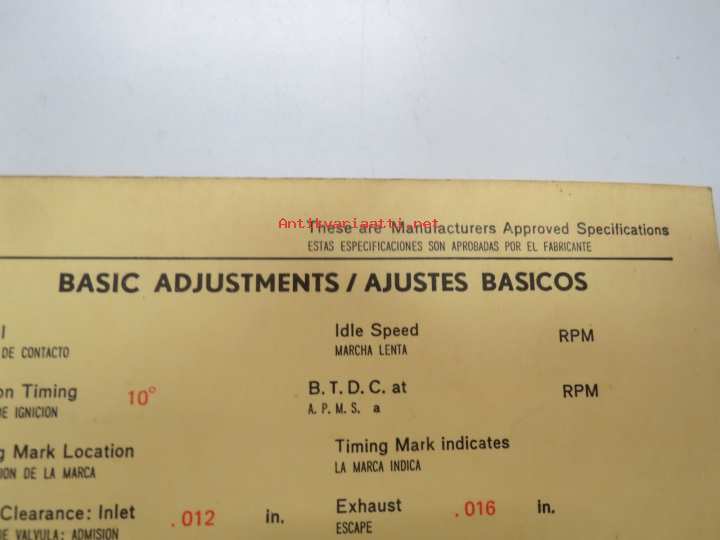 Antikvariaatti.net
These are Manufacturers Approved Specifications
ESTAS ESPECIFICACIONES SON APROBADAS POR EL FABRICANTE
BASIC ADJUSTMENTS / AJUSTES BASICOS
Idle Speed RPM
DE CONTACTO MARCHA LENTA
Timing 10° B. T. D. C. at RPM
DE IGNICION A. P. M. S. a
Mark Location Timing Mark indicates
DE LA MARCA LA MARCA INDICA
Clearance: Inlet .012 in. Exhaust .016 in.
DE VALVULA: ADMISION ESCAPE